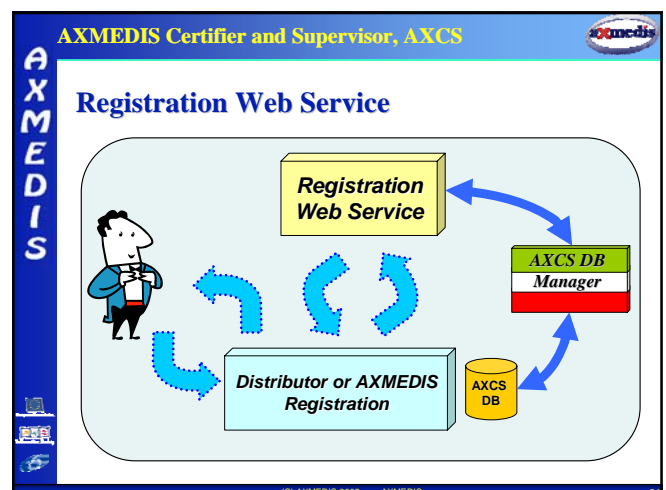 AXMEDIS Certifier and Supervisor, AXCS
axmedis
AXMEDIS
Registration Web Service
Registration
Web Service
AXCS DB
Manager
Distributor or AXMEDIS
Registration
AXCS
DB